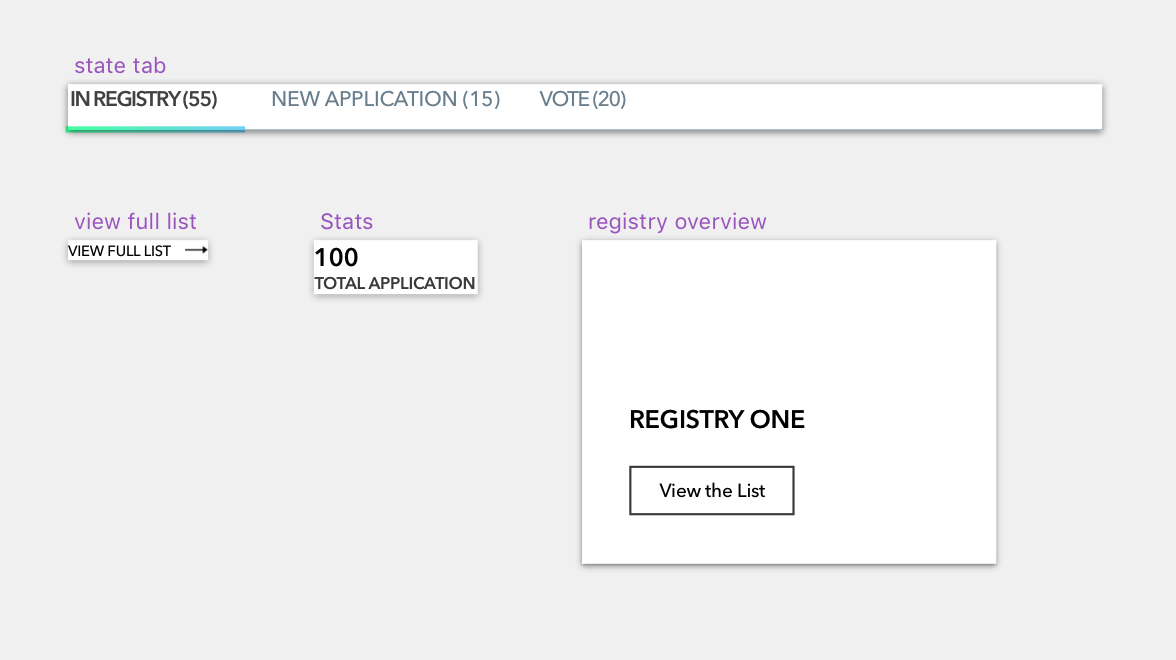 state tab
IN REGISTRY (55) NEW APPLICATION (15) VOTE (20)
view full list
VIEW FULL LIST
Stats
100
TOTAL APPLICATION
registry overview
REGISTRY ONE
View the List